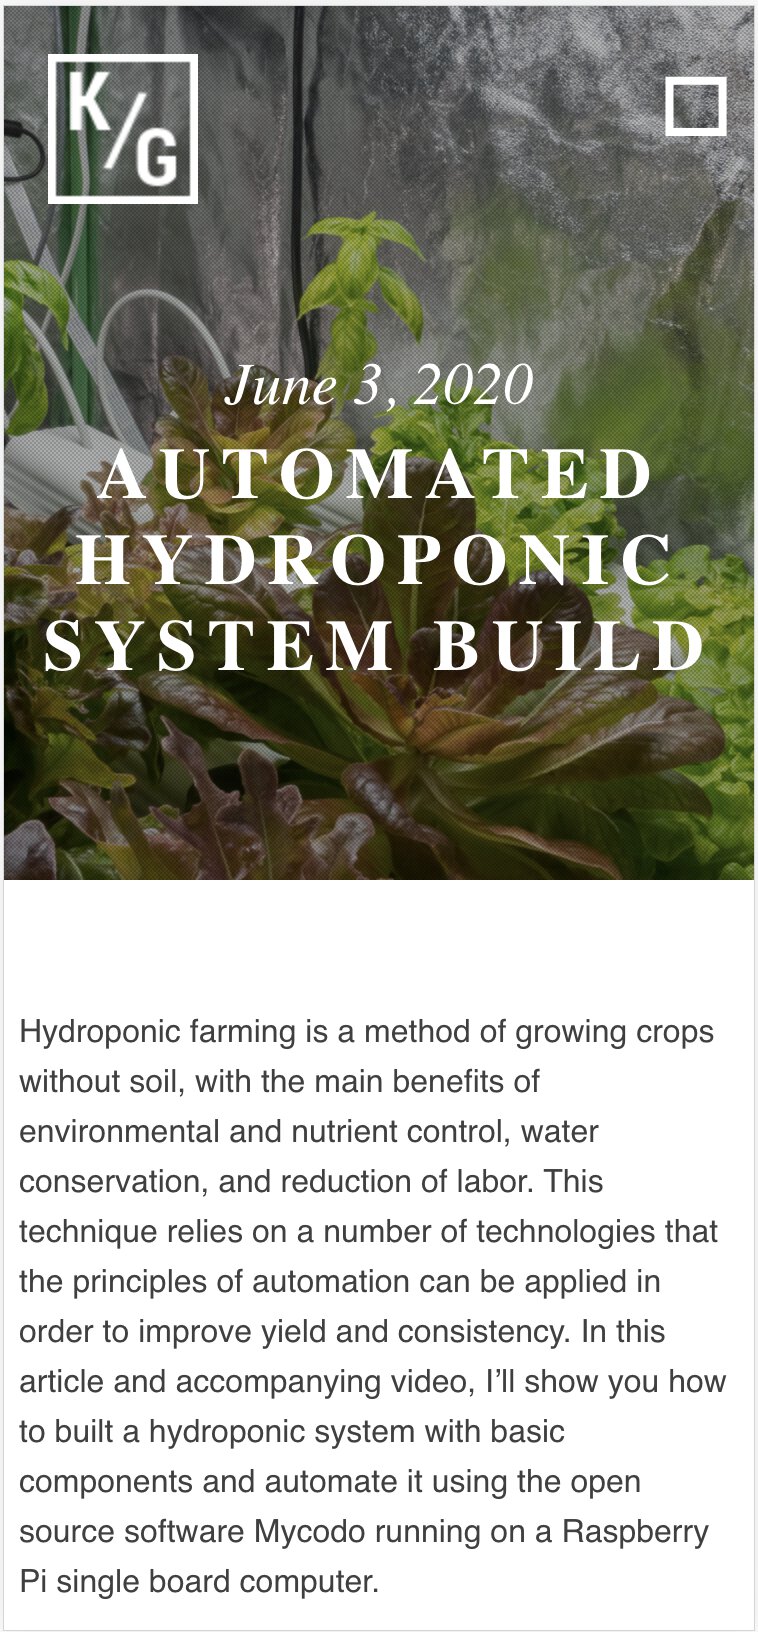 K/G
June 3, 2020
AUTOMATED
HYDROPONIC
SYSTEM BUILD
Hydroponic farming is a method of growing crops
without soil, with the main benefits of
environmental and nutrient control, water
conservation, and reduction of labor. This
technique relies on a number of technologies that
the principles of automation can be applied in
order to improve yield and consistency. In this
article and accompanying video, I’ll show you how
to built a hydroponic system with basic
components and automate it using the open
source software Mycodo running on a Raspberry
Pi single board computer.